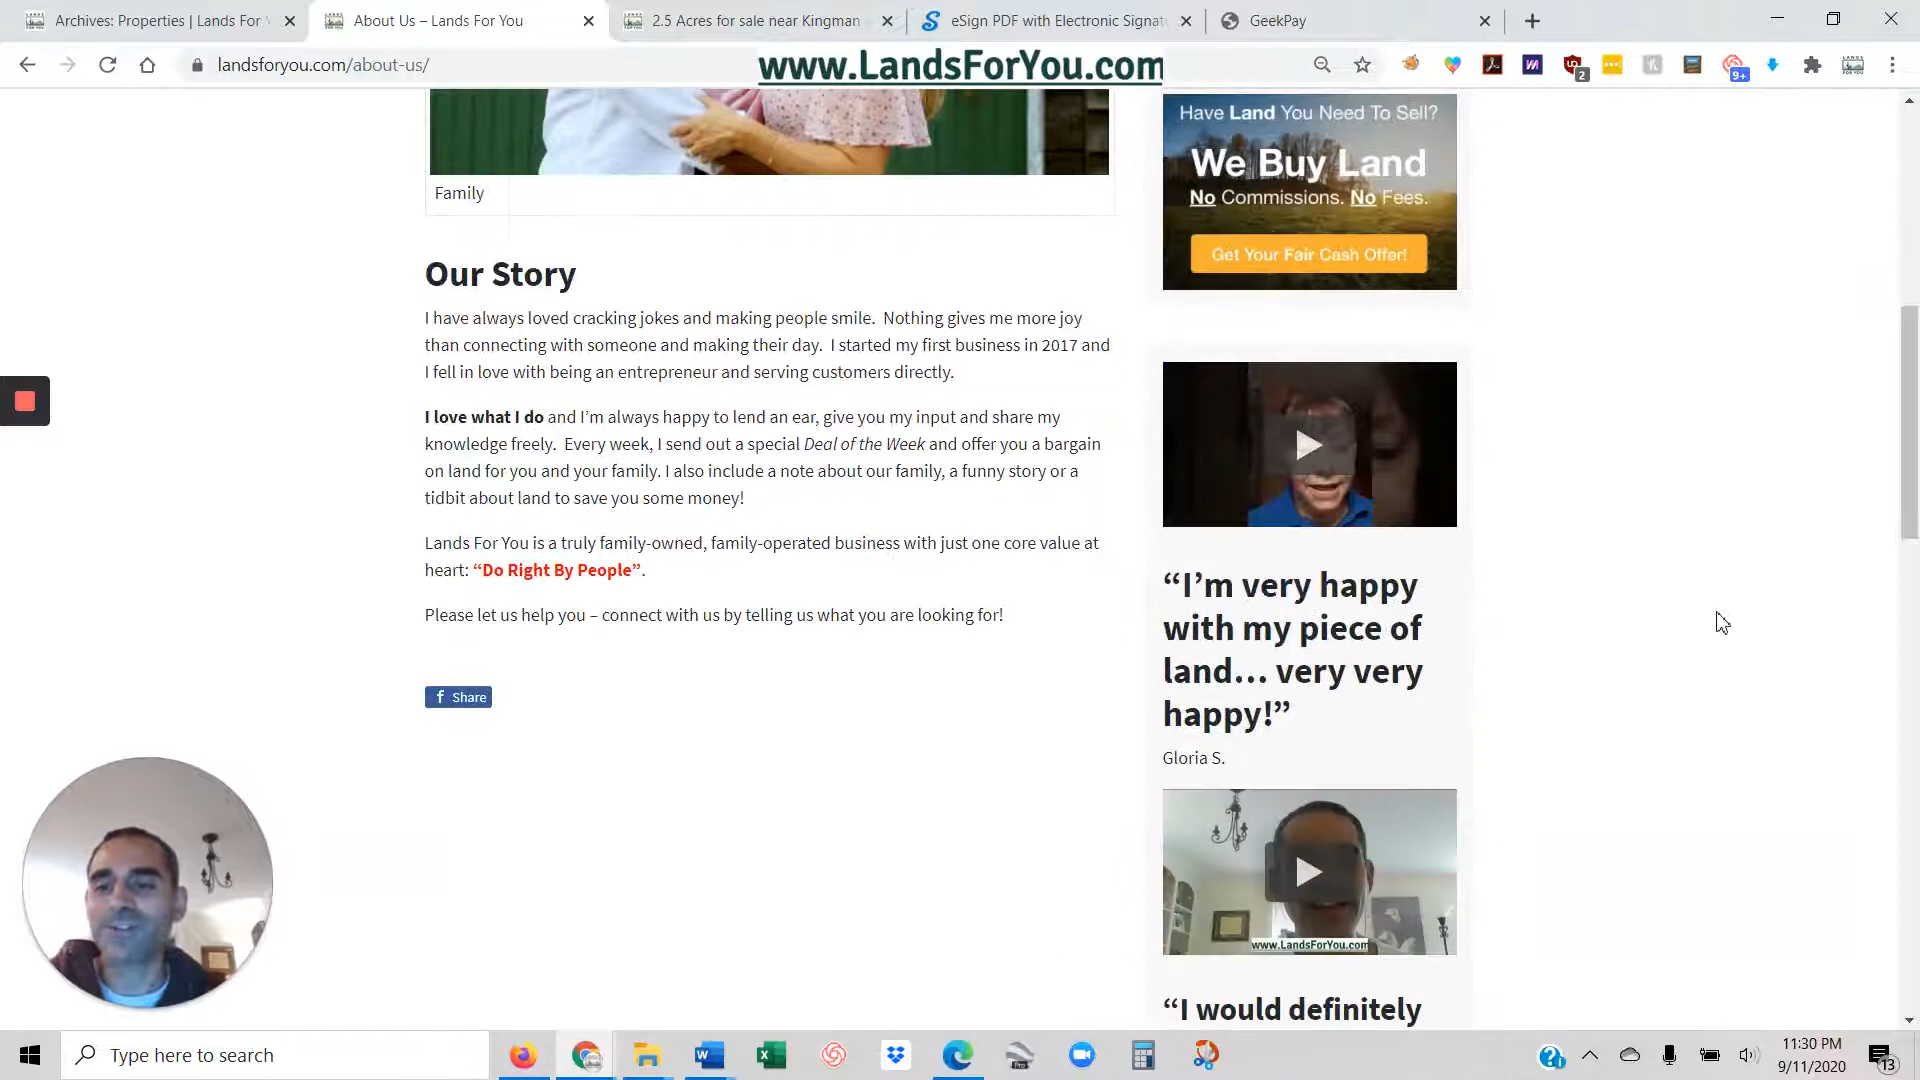 Archives: Properties | Lands For
About Us – Lands For You
2.5 Acres for sale near Kingman
eSign PDF with Electronic Signat
GeekPay
landsforyou.com/about-us/
www.LandsForYou.com
2
9+
Family
Our Story
I have always loved cracking jokes and making people smile. Nothing gives me more joy
than connecting with someone and making their day. I started my first business in 2017 and
I fell in love with being an entrepreneur and serving customers directly.
I love what I do and I’m always happy to lend an ear, give you my input and share my
knowledge freely. Every week, I send out a special Deal of the Week and offer you a bargain
on land for you and your family. I also include a note about our family, a funny story or a
tidbit about land to save you some money!
Lands For You is a truly family-owned, family-operated business with just one core value at
heart: “Do Right By People”.
Please let us help you – connect with us by telling us what you are looking for!
f Share
Have Land You Need To Sell?
We Buy Land
No Commissions. No Fees.
Get Your Fair Cash Offer!
“I’m very happy
with my piece of
land… very very
happy!”
Gloria S.
www.LandsForYou.com
“I would definitely
Type here to search
11:30 PM
9/11/2020
13